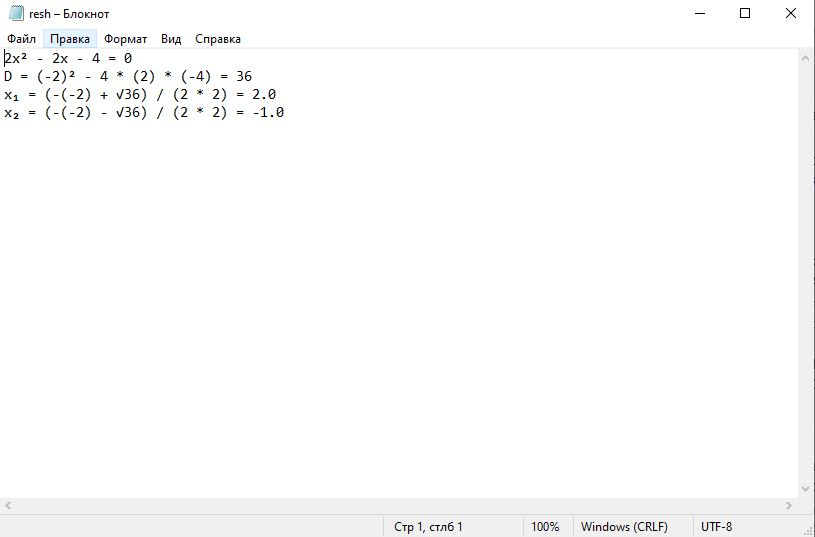 resh – Блокнот
Файл Правка Формат Вид Справка
2x² - 2x - 4 = 0
D = (-2)² - 4 * (2) * (-4) = 36
x₁ = (-(-2) + √36) / (2 * 2) = 2.0
x₂ = (-(-2) - √36) / (2 * 2) = -1.0
Стр 1, стлб 1 100% Windows (CRLF) UTF-8